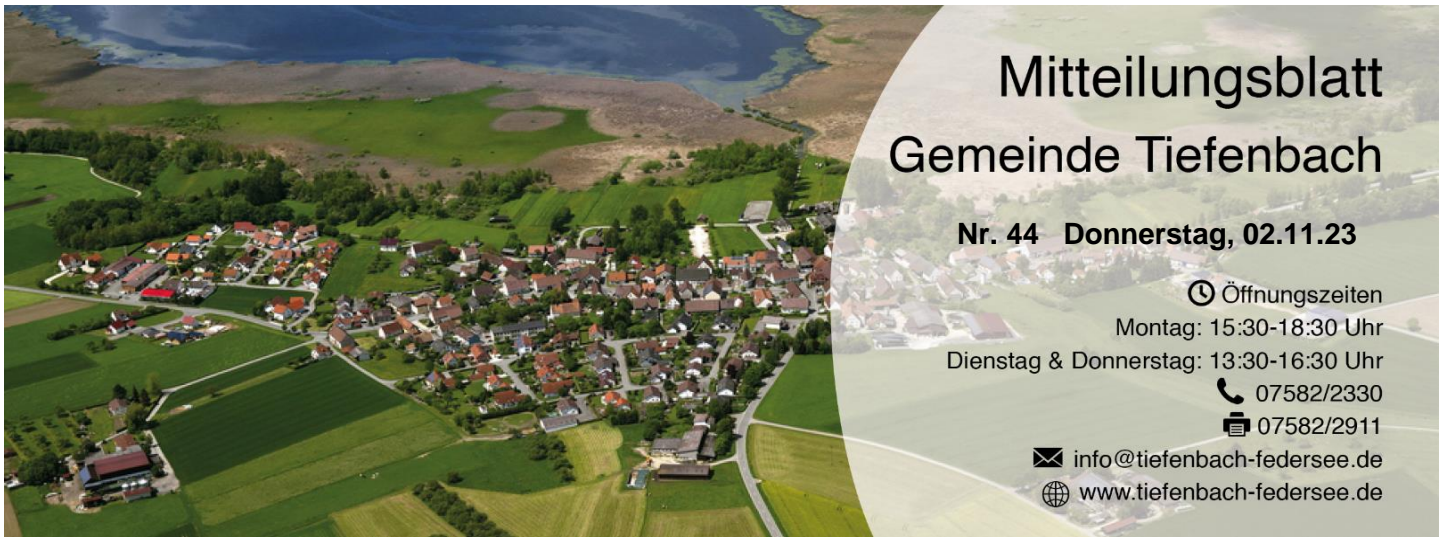 Mitteilungsblatt
Gemeinde Tiefenbach
Nr. 44 Donnerstag, 02.11.23
Öffnungszeiten
Montag: 15:30-18:30 Uhr
Dienstag & Donnerstag: 13:30-16:30 Uhr
07582/2330
07582/2911
info@tiefenbach-federsee.de
www.tiefenbach-federsee.de